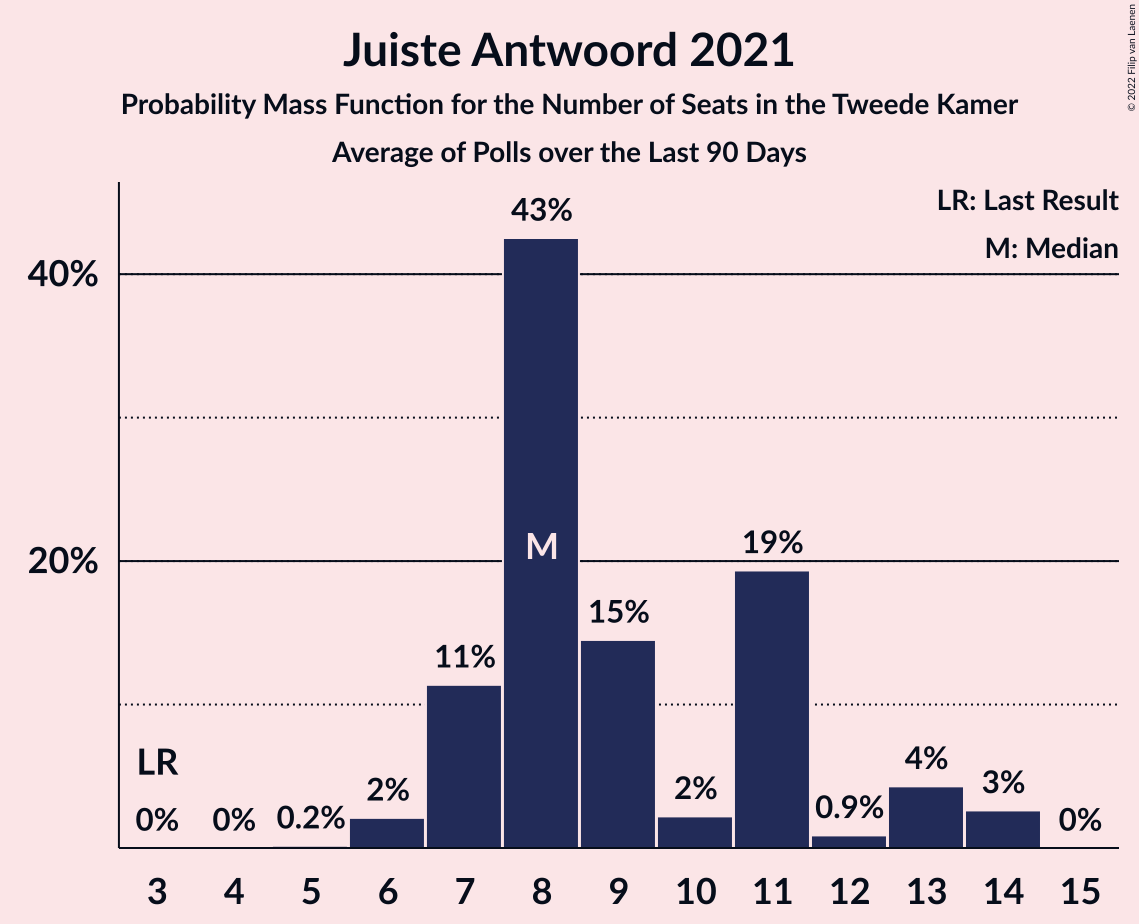 Juiste Antwoord 2021
Probability Mass Function for the Number of Seats in the Tweede Kamer
Average of Polls over the Last 90 Days
© 2022 Filip van Laenen
LR: Last Result
M: Median
43%
40%
M
20%
19%
15%
11%
LR
4%
3%
2%
2%
0.9%
0%
0%
0.2%
0%
3 4 5 6 7 8 9 10 11 12 13 14 15